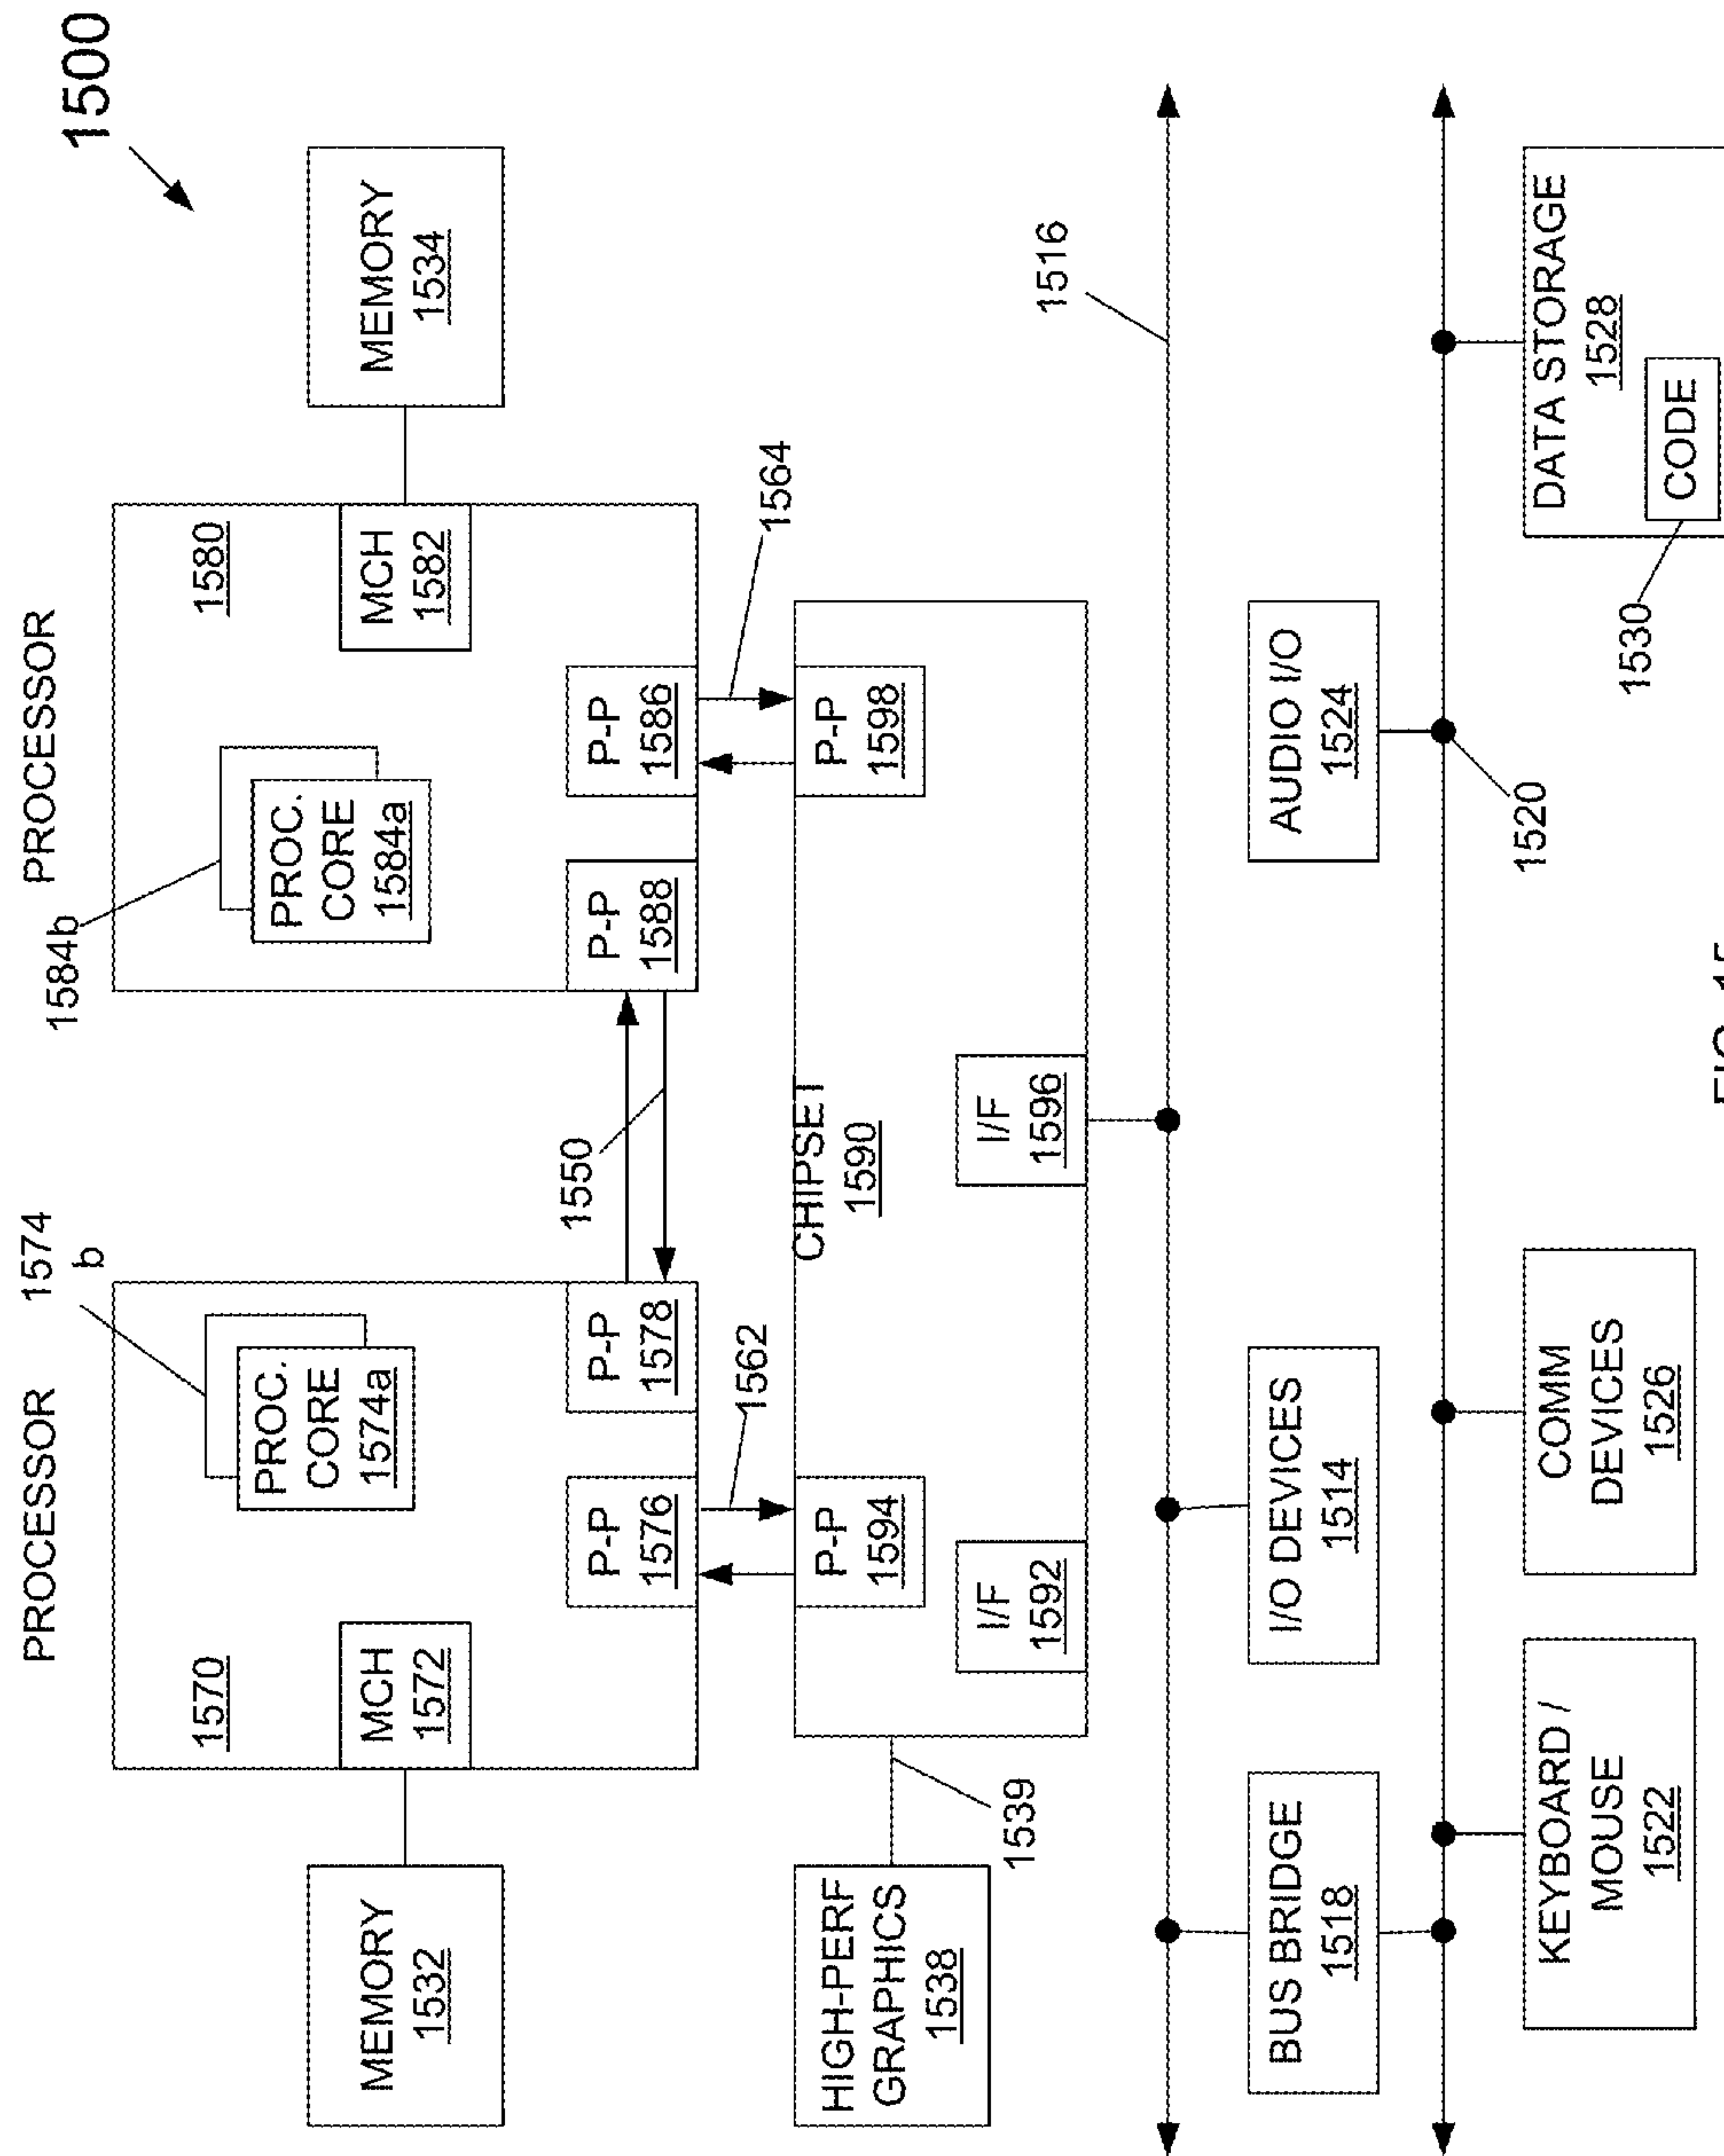 1500
PROCESSOR
1574
b
1584b
PROCESSOR
1570
PROC.
CORE
1574a
PROC.
CORE
1584a
1580
MEMORY
1532
MCH
1572
MCH
1582
MEMORY
1534
P-P
1576
P-P
1578
1550
P-P
1588
P-P
1586
1562
1564
HIGH-PERF
GRAPHICS
1538
1539
P-P
1594
CHIPSET
1590
P-P
1598
I/F
1592
I/F
1596
1516
BUS BRIDGE
1518
I/O DEVICES
1514
AUDIO I/O
1524
1520
KEYBOARD /
MOUSE
1522
COMM
DEVICES
1526
DATA STORAGE
1528
1530
CODE
FIG. 15